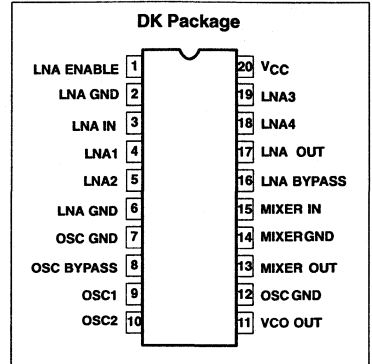 DK Package
LNA ENABLE 1 20 VCC
LNA GND 2 19 LNA3
LNA IN 3 18 LNA4
LNA1 4 17 LNA OUT
LNA2 5 16 LNA BYPASS
LNA GND 6 15 MIXER IN
OSC GND 7 14 MIXERGND
OSC BYPASS 8 13 MIXER OUT
OSC1 9 12 OSC GND
OSC2 10 11 VCO OUT